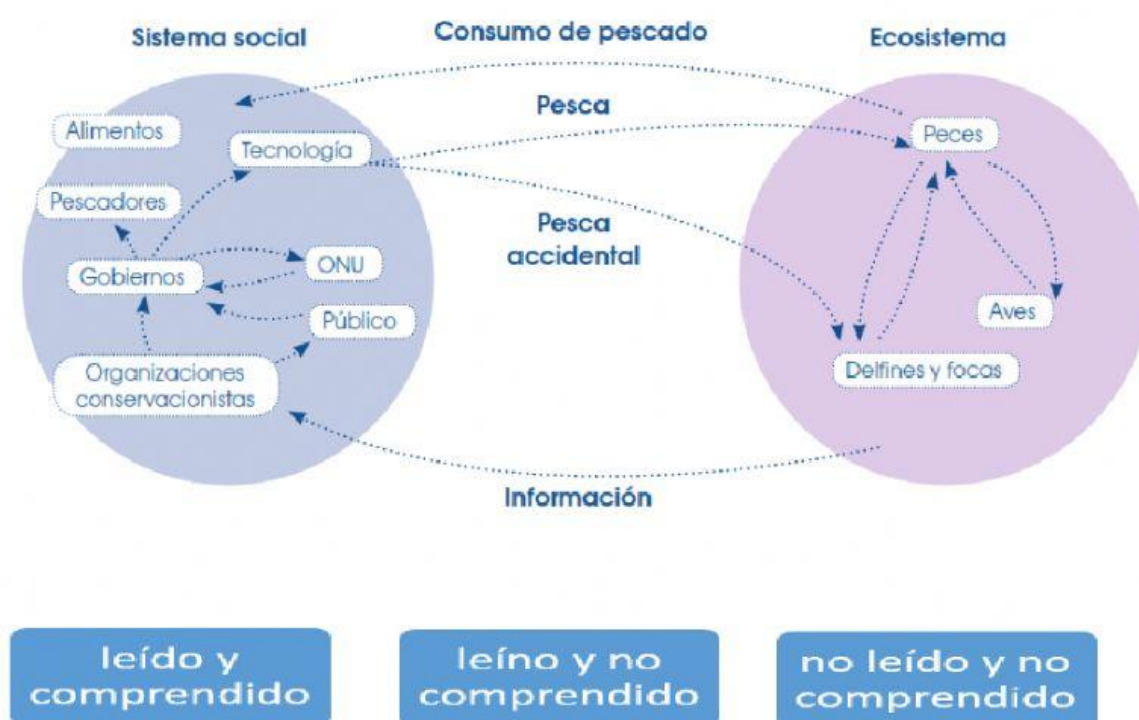 Sistema social
Consumo de pescado
Ecosistema
Alimentos
Tecnología
Pesca
Peces
Pescadores
Pesca
accidental
Gobiernos
ONU
Público
Aves
Organizaciones
conservacionistas
Delfines y focas
Información
leído y
comprendido
leíno y no
comprendido
no leído y no
comprendido